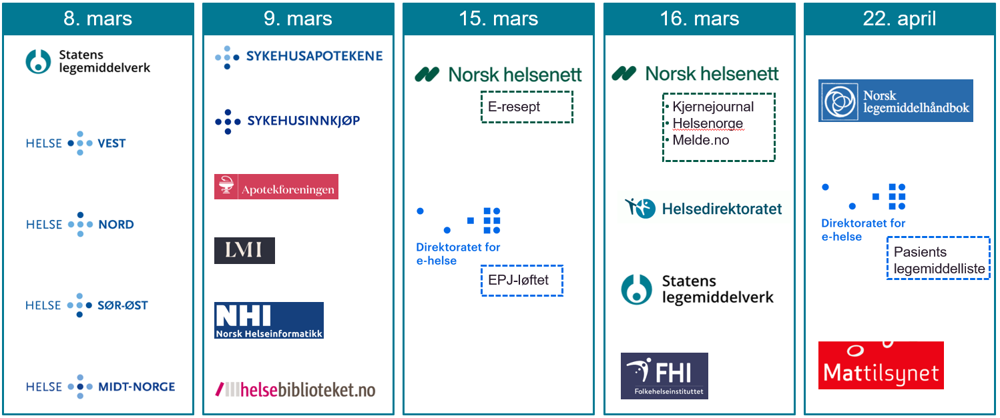 8. mars
Statens
legemiddelverk
HELSE VEST
HELSE NORD
HELSE SØR-ØST
HELSE MIDT-NORGE
9. mars
SYKEHUSAPOTEKENE
SYKEHUSINNKJØP
Apotekforeningen
LMI
NHI
Norsk Helseinformatikk
helsebiblioteket.no
15. mars
Norsk helsenett
E-resept
Direktoratet for
e-helse
EPJ-løftet
16. mars
Norsk helsenett
• Kjernejournal
• Helsenorge
• Melde.no
Helsedirektoratet
Statens
legemiddelverk
FHI
Folkehelseinstituttet
22. april
Norsk
legemiddelhåndbok
Direktoratet for
e-helse
Pasients
legemiddelliste
Mattilsynet